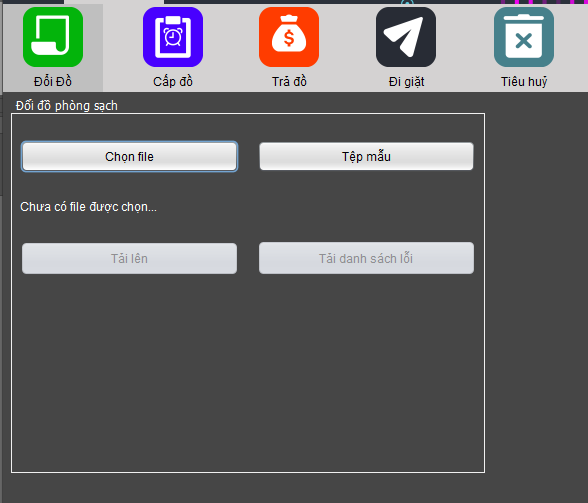 Đổi Đồ
Cấp đồ
Trả đồ
Đi giặt
Tiêu huỷ
Đổi đồ phòng sạch
Chọn file
Tệp mẫu
Chưa có file được chọn...
Tải lên
Tải danh sách lỗi